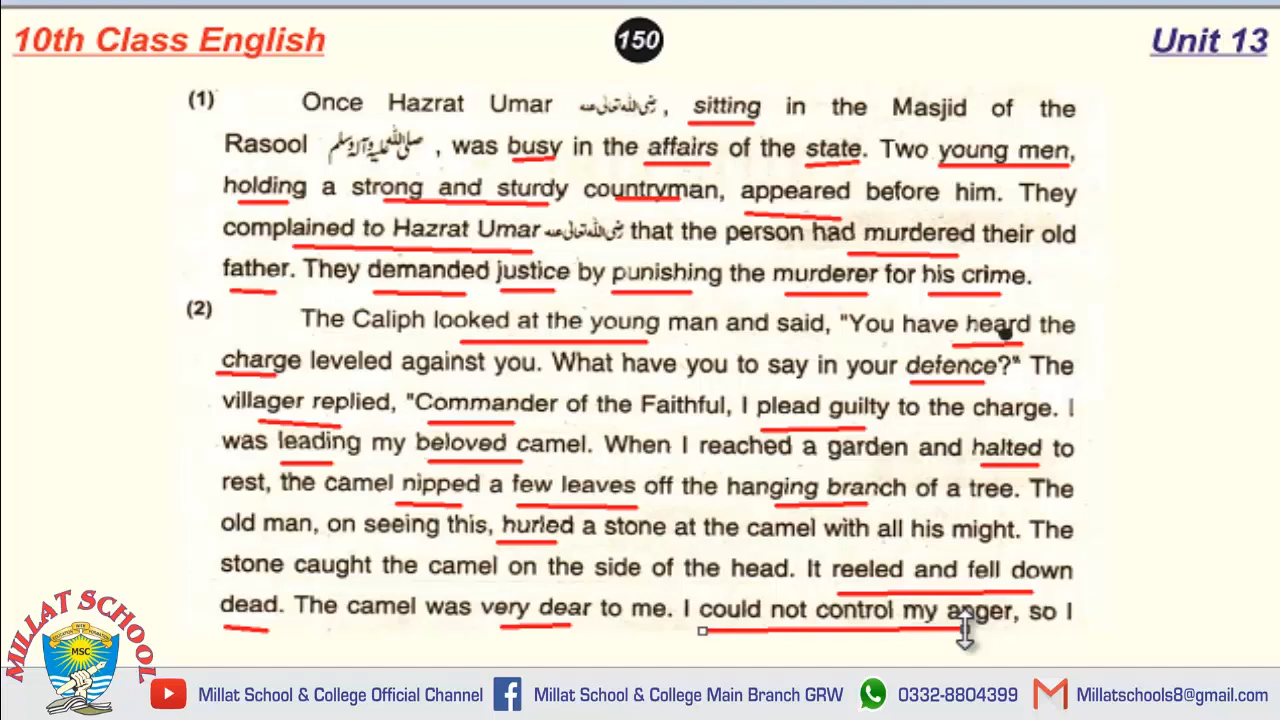 10th Class English
150
Unit 13
(1) Once Hazrat Umar رضی اللہ تعالیٰ عنہ, sitting in the Masjid of the
Rasool صلی اللہ علیہ وآلہ وسلم, was busy in the affairs of the state. Two young men,
holding a strong and sturdy countryman, appeared before him. They
complained to Hazrat Umar رضی اللہ تعالیٰ عنہ that the person had murdered their old
father. They demanded justice by punishing the murderer for his crime.
(2) The Caliph looked at the young man and said, "You have heard the
charge leveled against you. What have you to say in your defence?" The
villager replied, "Commander of the Faithful, I plead guilty to the charge. I
was leading my beloved camel. When I reached a garden and halted to
rest, the camel nipped a few leaves off the hanging branch of a tree. The
old man, on seeing this, hurled a stone at the camel with all his might. The
stone caught the camel on the side of the head. It reeled and fell down
dead. The camel was very dear to me. I could not control my anger, so I
MILLAT SCHOOL
MSC
Millat School & College Official Channel
Millat School & College Main Branch GRW
0332-8804399
Millatschools8@gmail.com